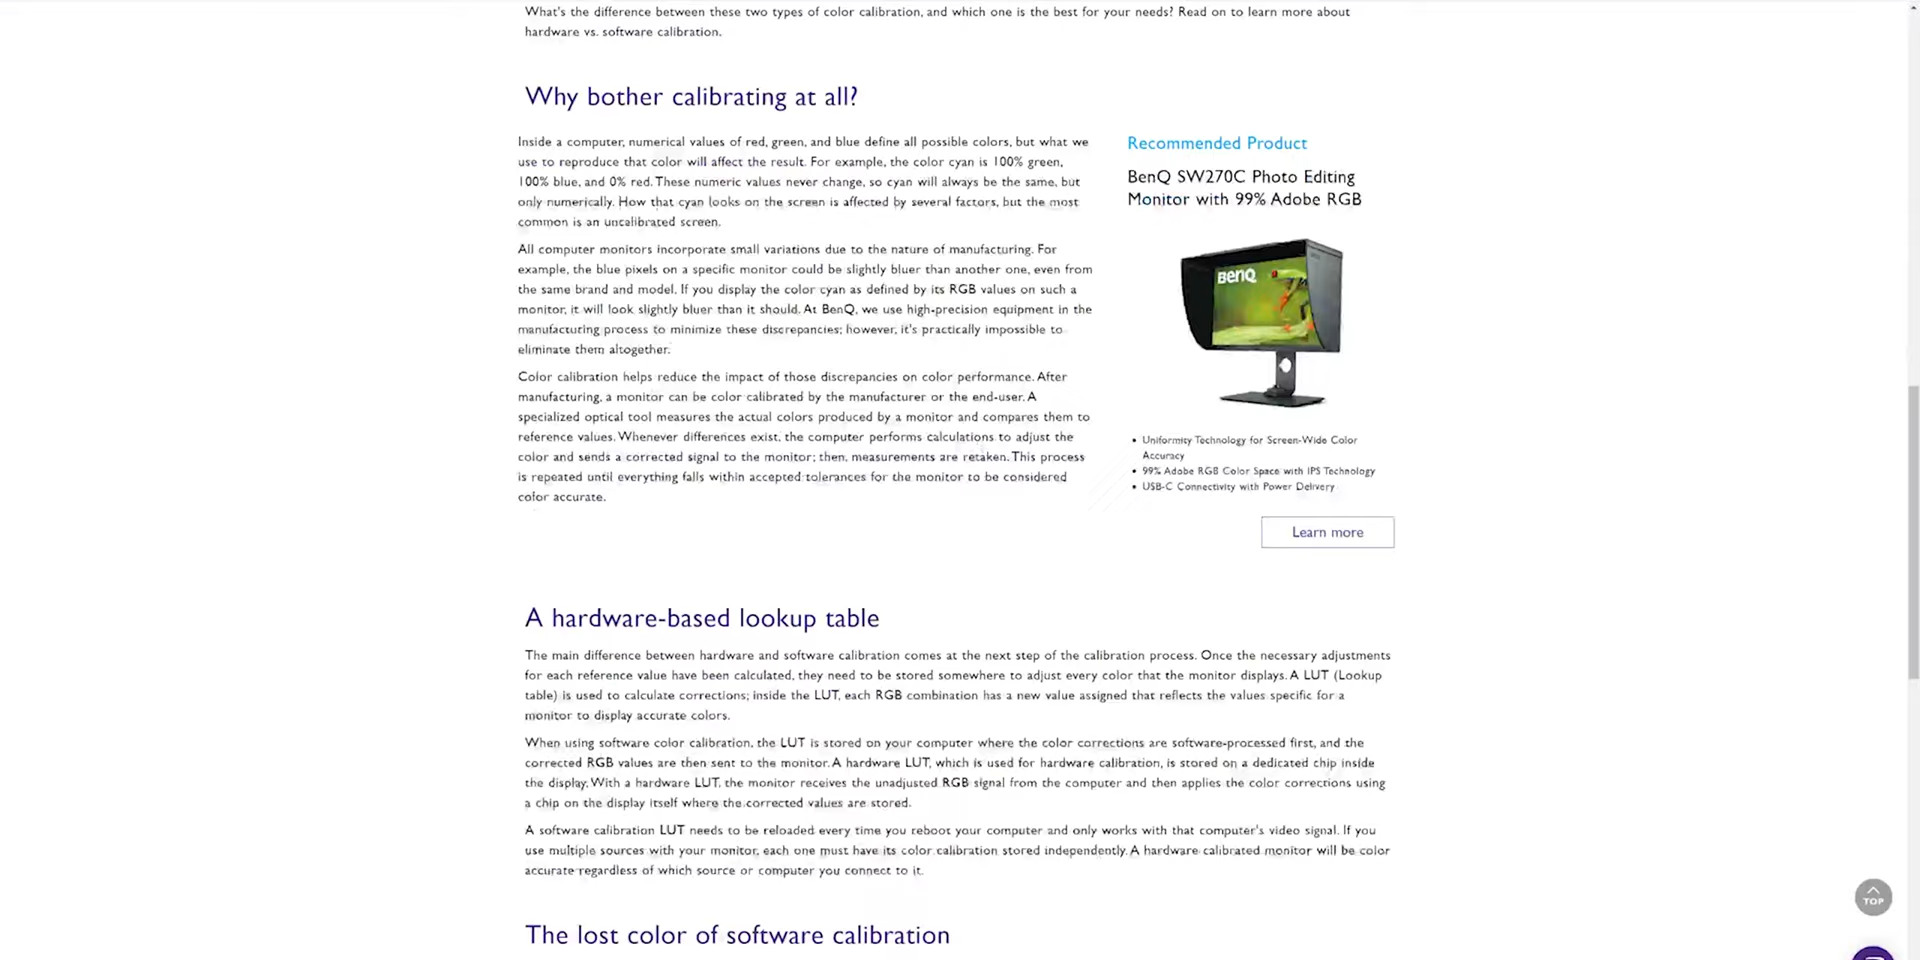 What's the difference between these two types of color calibration, and which one is the best for your needs? Read on to learn more about
hardware vs. software calibration.
Why bother calibrating at all?
Inside a computer, numerical values of red, green, and blue define all possible colors, but what we
use to reproduce that color will affect the result. For example, the color cyan is 100% green,
100% blue, and 0% red. These numeric values never change, so cyan will always be the same, but
only numerically. How that cyan looks on the screen is affected by several factors, but the most
common is an uncalibrated screen.
All computer monitors incorporate small variations due to the nature of manufacturing. For
example, the blue pixels on a specific monitor could be slightly bluer than another one, even from
the same brand and model. If you display the color cyan as defined by its RGB values on such a
monitor, it will look slightly bluer than it should. At BenQ, we use high-precision equipment in the
manufacturing process to minimize these discrepancies; however, it's practically impossible to
eliminate them altogether.
Color calibration helps reduce the impact of those discrepancies on color performance. After
manufacturing, a monitor can be color calibrated by the manufacturer or the end-user. A
specialized optical tool measures the actual colors produced by a monitor and compares them to
reference values. Whenever differences exist, the computer performs calculations to adjust the
color and sends a corrected signal to the monitor; then, measurements are retaken. This process
is repeated until everything falls within accepted tolerances for the monitor to be considered
color accurate.
Recommended Product
BenQ SW270C Photo Editing
Monitor with 99% Adobe RGB
BenQ
• Uniformity Technology for Screen-Wide Color
Accuracy
• 99% Adobe RGB Color Space with IPS Technology
• USB-C Connectivity with Power Delivery
Learn more
A hardware-based lookup table
The main difference between hardware and software calibration comes at the next step of the calibration process. Once the necessary adjustments
for each reference value have been calculated, they need to be stored somewhere to adjust every color that the monitor displays. A LUT (Lookup
table) is used to calculate corrections; inside the LUT, each RGB combination has a new value assigned that reflects the values specific for a
monitor to display accurate colors.
When using software color calibration, the LUT is stored on your computer where the color corrections are software-processed first, and the
corrected RGB values are then sent to the monitor. A hardware LUT, which is used for hardware calibration, is stored on a dedicated chip inside
the display. With a hardware LUT, the monitor receives the unadjusted RGB signal from the computer and then applies the color corrections using
a chip on the display itself where the corrected values are stored.
A software calibration LUT needs to be reloaded every time you reboot your computer and only works with that computer's video signal. If you
use multiple sources with your monitor, each one must have its color calibration stored independently. A hardware calibrated monitor will be color
accurate regardless of which source or computer you connect to it.
TOP
The lost color of software calibration